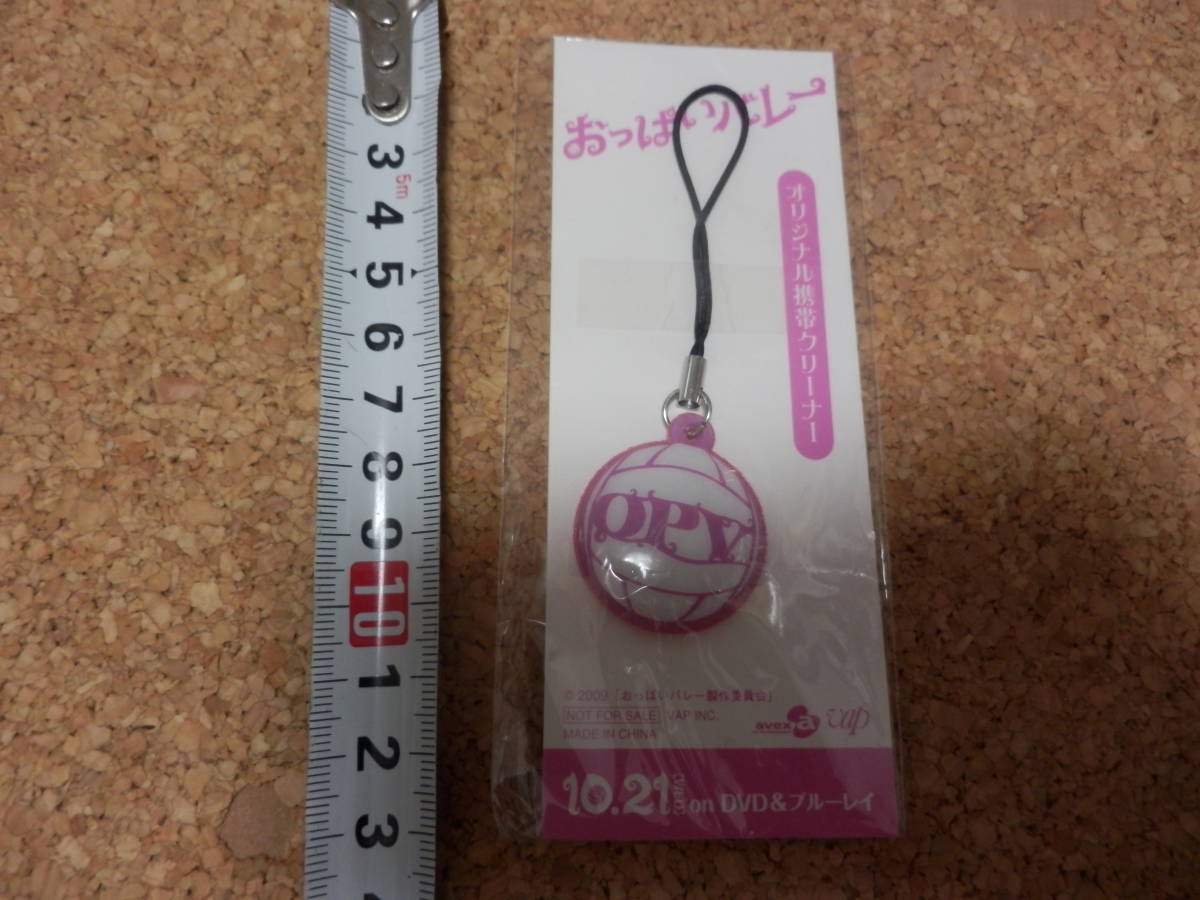 おっぱいバレー
オリジナル携帯クリーナー
OPV
© 2009「おっぱいバレー製作委員会」
NOT FOR SALE VAP INC.
MADE IN CHINA
avex a vap
10.21 on DVD&ブルーレイ
3
5m
4
5
6
7
8
9
10
1
2
3